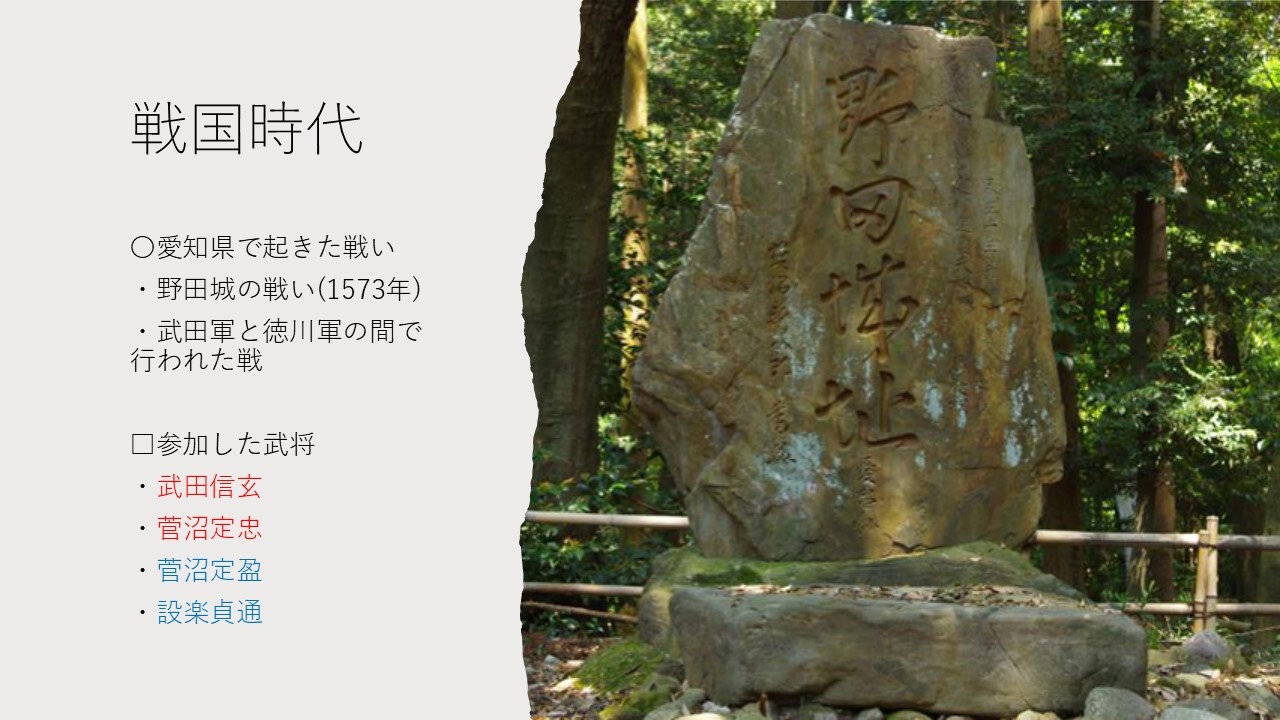 戦国時代
〇愛知県で起きた戦い
・野田城の戦い(1573年)
・武田軍と徳川軍の間で
行われた戦
□参加した武将
・武田信玄
・菅沼定忠
・菅沼定盈
・設楽貞通
野田城址